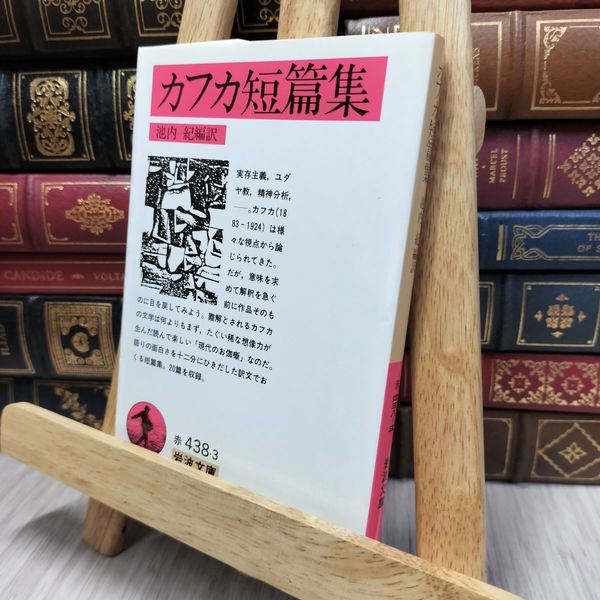 カフカ短篇集
池内 紀編訳
実存主義，ユダ
ヤ教，精神分析，
――。カフカ(18
83－1924) は様
々な視点から論
じられてきた。
だが，意味を求
めて解釈を急ぐ
前に作品そのも
のに目を戻してみよう。難解とされるカフカ
の文学は何よりもまず，たぐい稀な想像力が
生んだ読んで楽しい「現代のお伽噺」なのだ。
語りの面白さを十二分にひきだした訳文でお
くる短篇集。20篇を収録。
赤 438-3
岩波文庫
CANDIDE
VOLTA
MARCEL
PROUST
THE
OF S